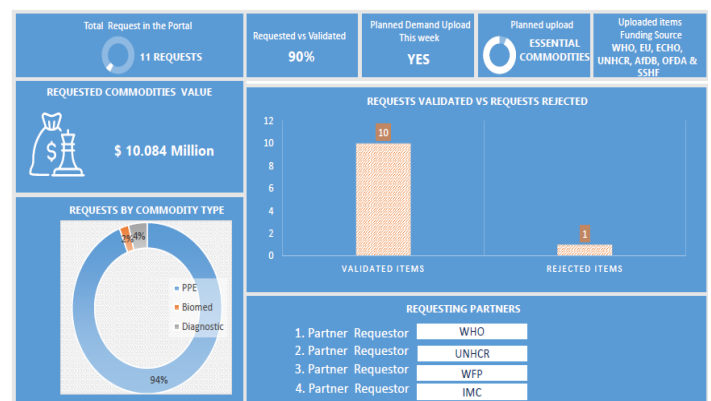 Total Request in the Portal
11 REQUESTS
Requested vs Validated
90%
Planned Demand Upload
This week
YES
Planned upload
ESSENTIAL
COMMODITIES
Uploaded items
Funding Source
WHO, EU, ECHO,
UNHCR, AfDB, OFDA &
SSHF
REQUESTED COMMODITIES VALUE
$
$ 10.084 Million
REQUESTS VALIDATED VS REQUESTS REJECTED
12
10
8
6
4
2
0
10
1
VALIDATED ITEMS
REJECTED ITEMS
REQUESTS BY COMMODITY TYPE
2%
4%
PPE
Biomed
Diagnostic
94%
REQUESTING PARTNERS
1. Partner Requestor WHO
2. Partner Requestor UNHCR
3. Partner Requestor WFP
4. Partner Requestor IMC